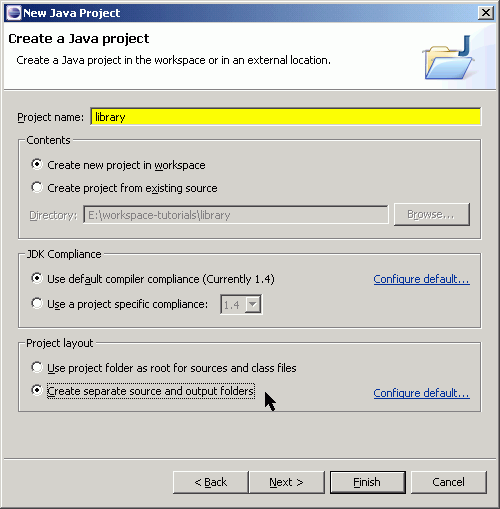 New Java Project
Create a Java project
Create a Java project in the workspace or in an external location.
Project name: library
Contents
Create new project in workspace
Create project from existing source
Directory: E:\workspace-tutorials\library Browse...
JDK Compliance
Use default compiler compliance (Currently 1.4) Configure default...
Use a project specific compliance: 1.4
Project layout
Use project folder as root for sources and class files
Create separate source and output folders Configure default...
< Back Next > Finish Cancel